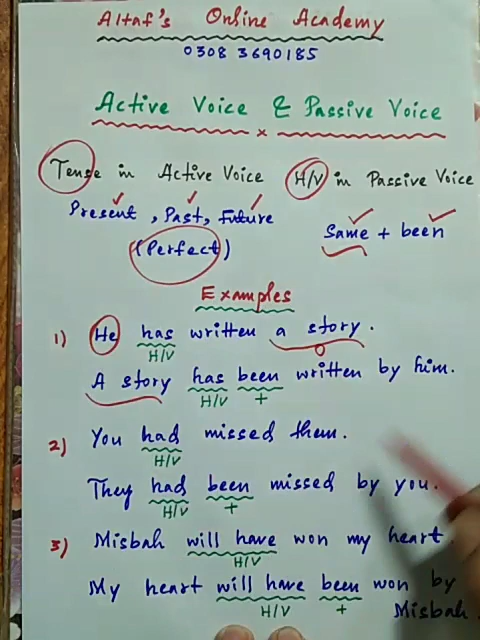 Altaf's Online Academy
0308 3690185
Active Voice & Passive Voice
x
Tense in Active Voice H/V in Passive Voice
Present, Past, Future Same + been
(Perfect)
Examples
1) He has written a story.
H/V O
A story has been written by him.
H/V +
2) You had missed them.
H/V
They had been missed by you.
H/V +
3) Misbah will have won my heart.
H/V
My heart will have been won by
H/V + Misbah.